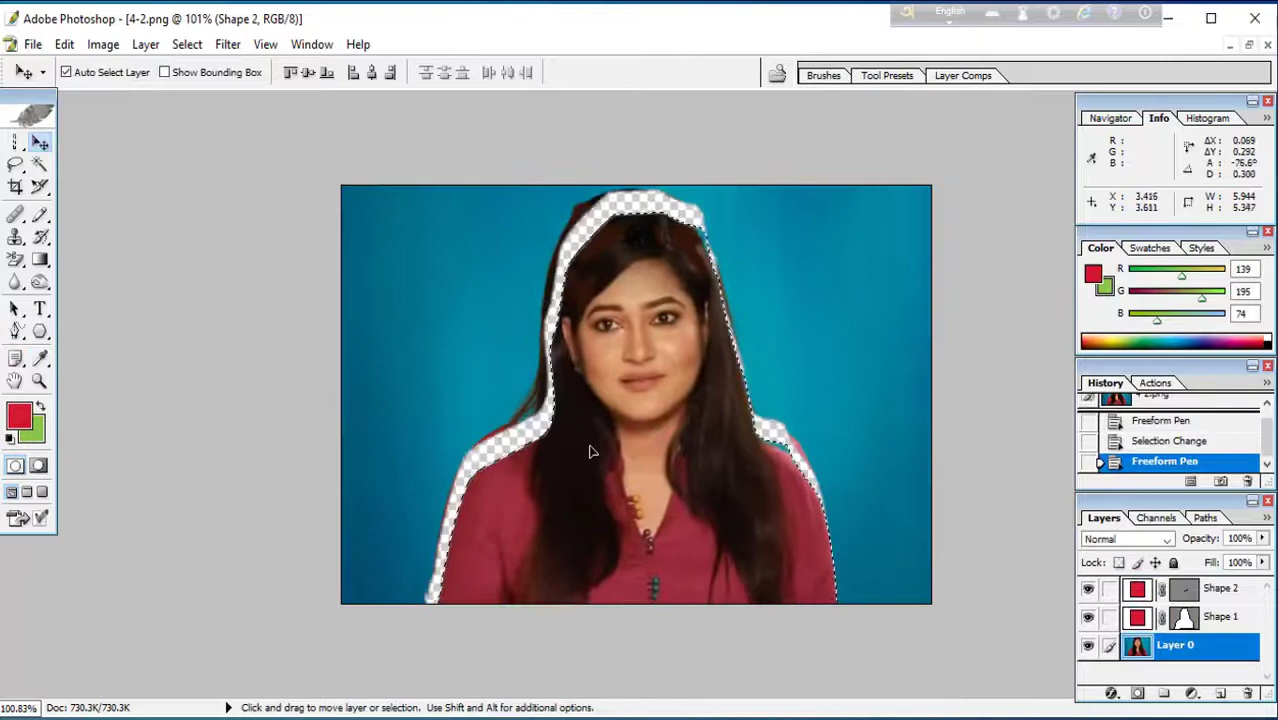 Adobe Photoshop - [4-2.png @ 101% (Shape 2, RGB/8)]
English
File Edit Image Layer Select Filter View Window Help
Auto Select Layer Show Bounding Box
Brushes Tool Presets Layer Comps
Navigator Info Histogram
R : ΔX : 0.069
G : ΔY : 0.292
B : A : -76.6°
D : 0.300
X : 3.416 W : 5.944
Y : 3.611 H : 5.347
Color Swatches Styles
R 139
G 195
B 74
History Actions
Freeform Pen
Selection Change
Freeform Pen
Layers Channels Paths
Normal Opacity: 100%
Lock: Fill: 100%
Shape 2
Shape 1
Layer 0
100.83% Doc: 730.3K/730.3K Click and drag to move layer or selection. Use Shift and Alt for additional options.